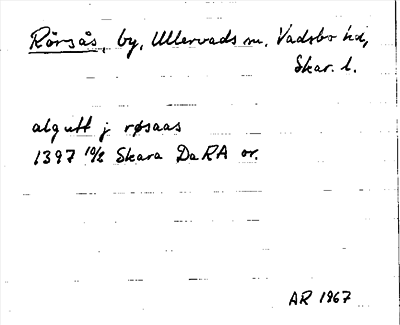 Rörsås, by, Ullervads sn. Vadsbo hd,
Skar. l.
algutt j røsaas
1397 10/2 Skara DaRA or.
AR 1967